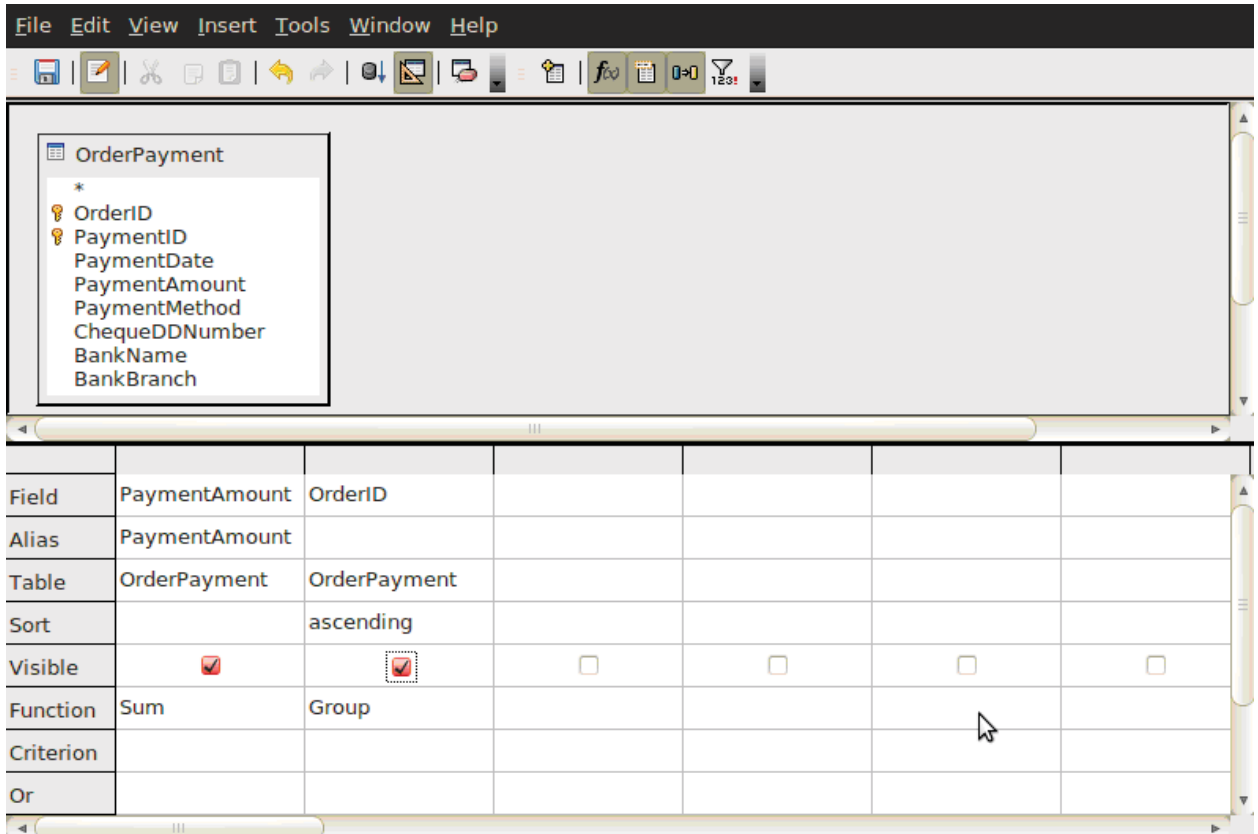 File Edit View Insert Tools Window Help
f(x) 123!
OrderPayment
*
OrderID
PaymentID
PaymentDate
PaymentAmount
PaymentMethod
ChequeDDNumber
BankName
BankBranch
Field PaymentAmount OrderID
Alias PaymentAmount
Table OrderPayment OrderPayment
Sort ascending
Visible
Function Sum Group
Criterion
Or